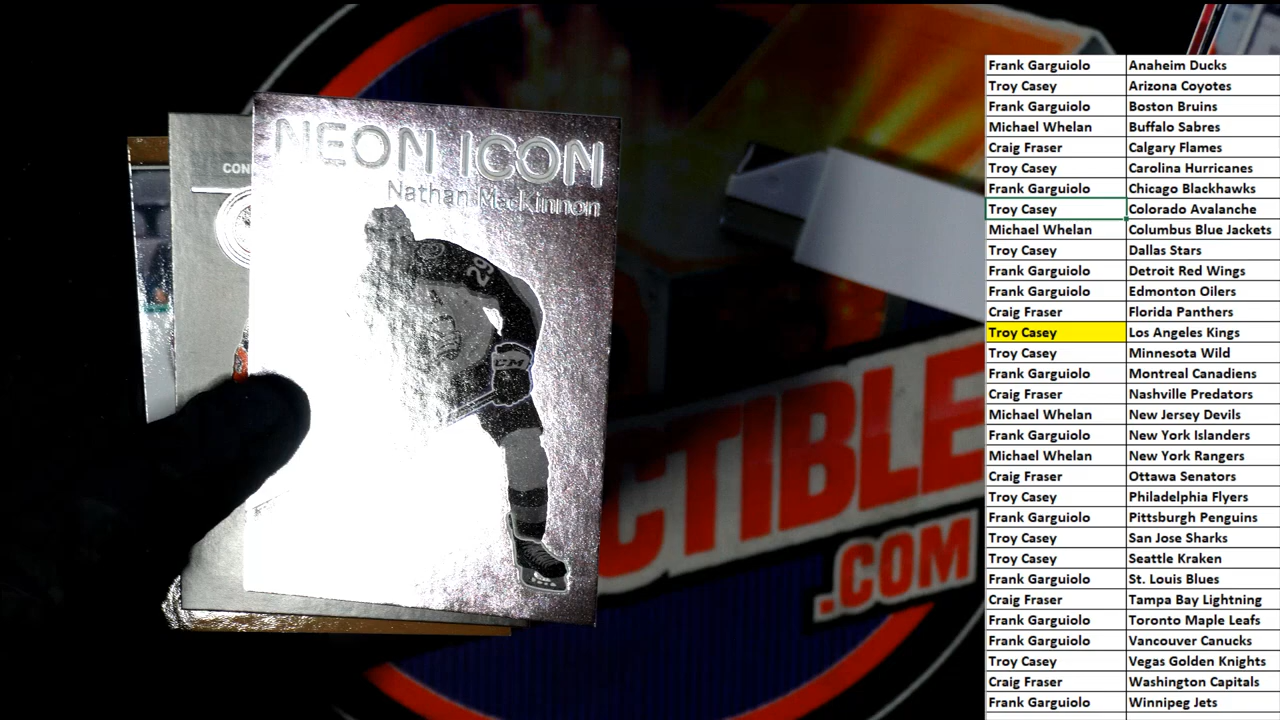 NEON ICON
Nathan MacKinnon
29
CCM
CON
CTIBLE
.COM
Frank Garguiolo Anaheim Ducks
Troy Casey Arizona Coyotes
Frank Garguiolo Boston Bruins
Michael Whelan Buffalo Sabres
Craig Fraser Calgary Flames
Troy Casey Carolina Hurricanes
Frank Garguiolo Chicago Blackhawks
Troy Casey Colorado Avalanche
Michael Whelan Columbus Blue Jackets
Troy Casey Dallas Stars
Frank Garguiolo Detroit Red Wings
Frank Garguiolo Edmonton Oilers
Craig Fraser Florida Panthers
Troy Casey Los Angeles Kings
Troy Casey Minnesota Wild
Frank Garguiolo Montreal Canadiens
Craig Fraser Nashville Predators
Michael Whelan New Jersey Devils
Frank Garguiolo New York Islanders
Michael Whelan New York Rangers
Craig Fraser Ottawa Senators
Troy Casey Philadelphia Flyers
Frank Garguiolo Pittsburgh Penguins
Troy Casey San Jose Sharks
Troy Casey Seattle Kraken
Frank Garguiolo St. Louis Blues
Craig Fraser Tampa Bay Lightning
Frank Garguiolo Toronto Maple Leafs
Frank Garguiolo Vancouver Canucks
Troy Casey Vegas Golden Knights
Craig Fraser Washington Capitals
Frank Garguiolo Winnipeg Jets